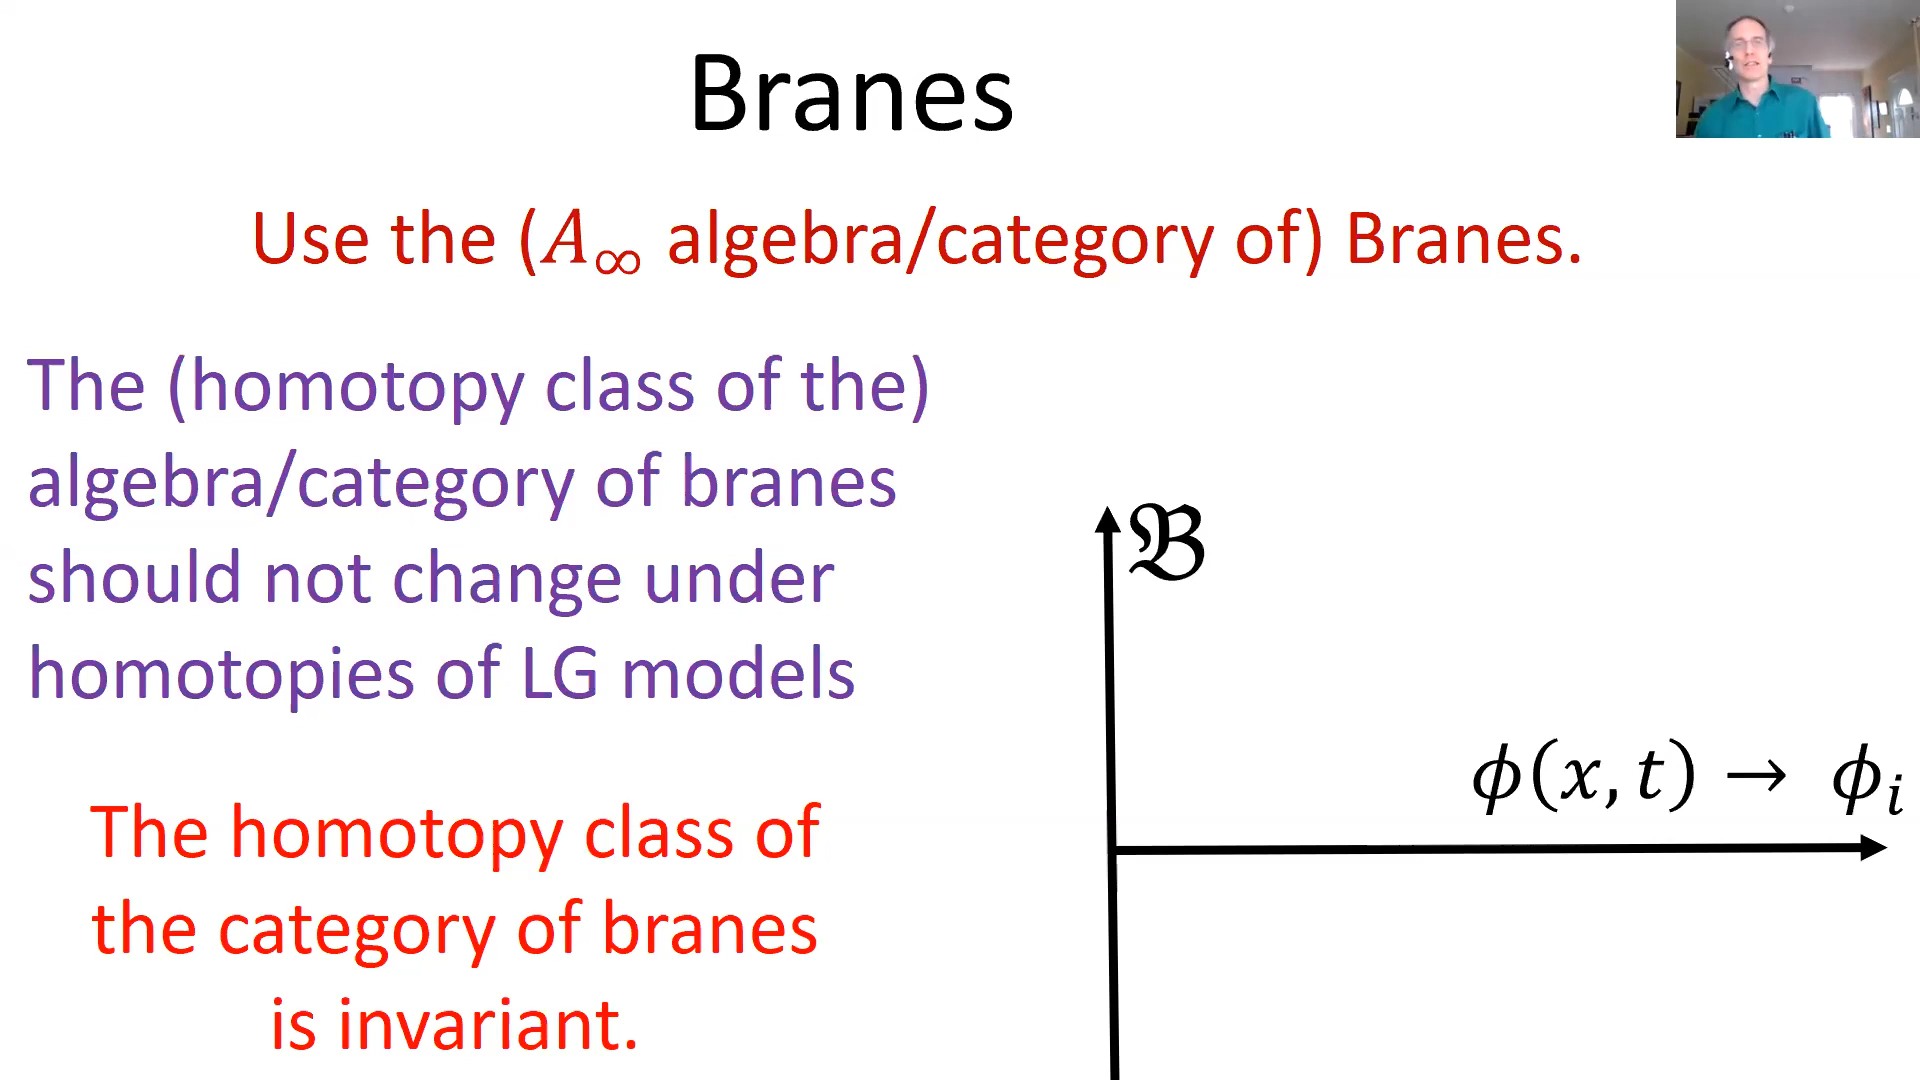 Branes
Use the (𝐴∞ algebra/category of) Branes.
The (homotopy class of the)
algebra/category of branes
should not change under
homotopies of LG models
The homotopy class of
the category of branes
is invariant.
𝔅
𝜙(𝑥, 𝑡) → 𝜙ᵢ